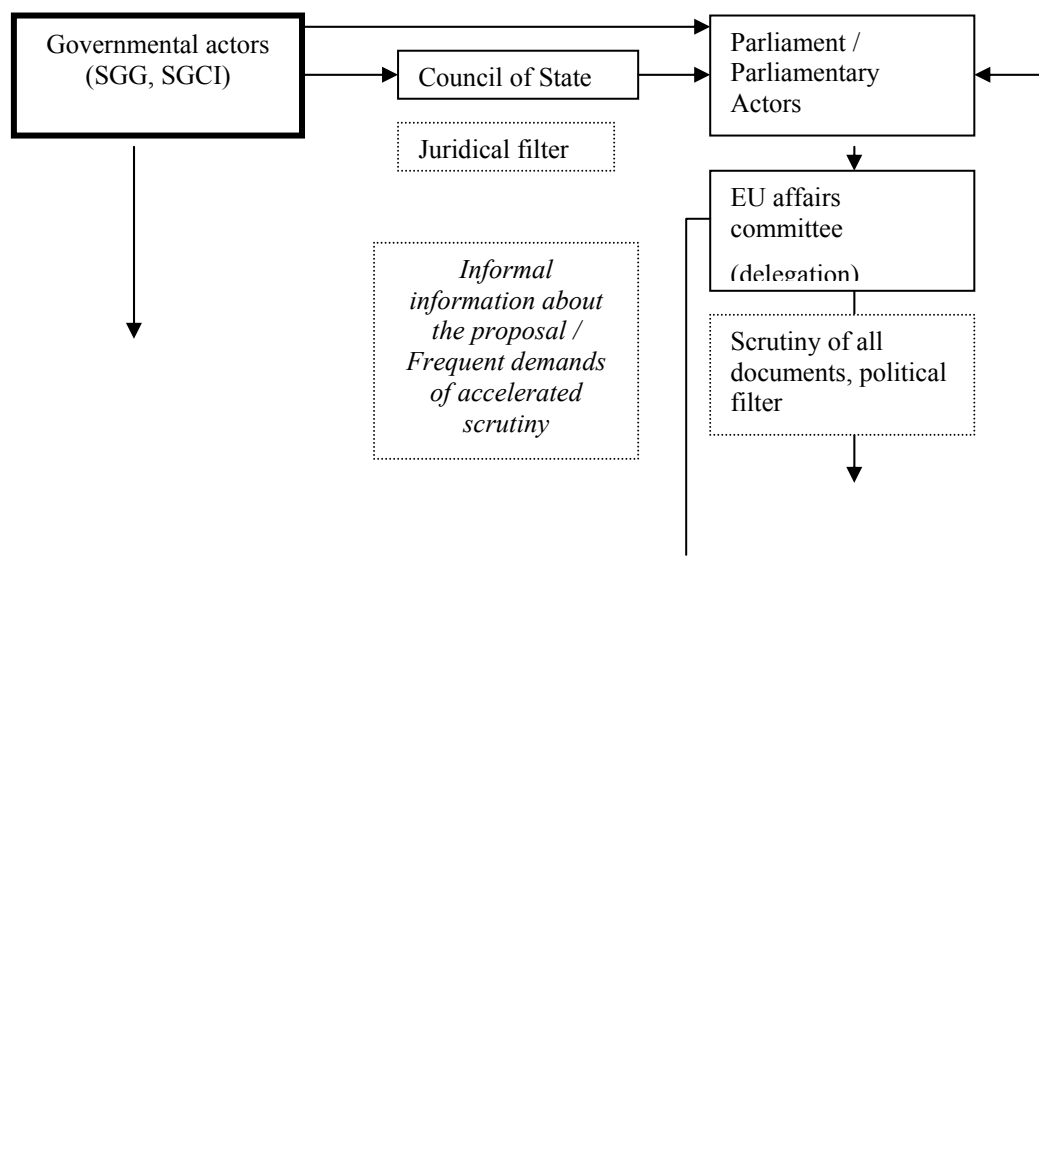 Governmental actors
(SGG, SGCI)
Council of State
Juridical filter
Parliament /
Parliamentary
Actors
EU affairs
committee
(delegation)
Informal
information about
the proposal /
Frequent demands
of accelerated
scrutiny
Scrutiny of all
documents, political
filter